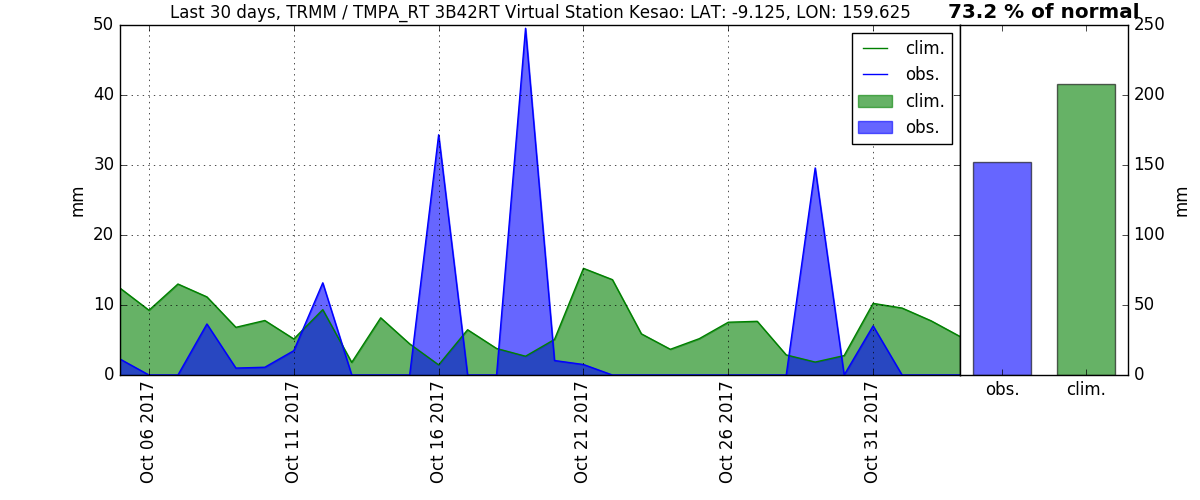 Last 30 days, TRMM / TMPA_RT 3B42RT Virtual Station Kesao: LAT: -9.125, LON: 159.625
73.2 % of normal
50
40
30
20
10
0
mm
clim.
obs.
clim.
obs.
250
200
150
100
50
0
mm
obs.
clim.
Oct 06 2017
Oct 11 2017
Oct 16 2017
Oct 21 2017
Oct 26 2017
Oct 31 2017